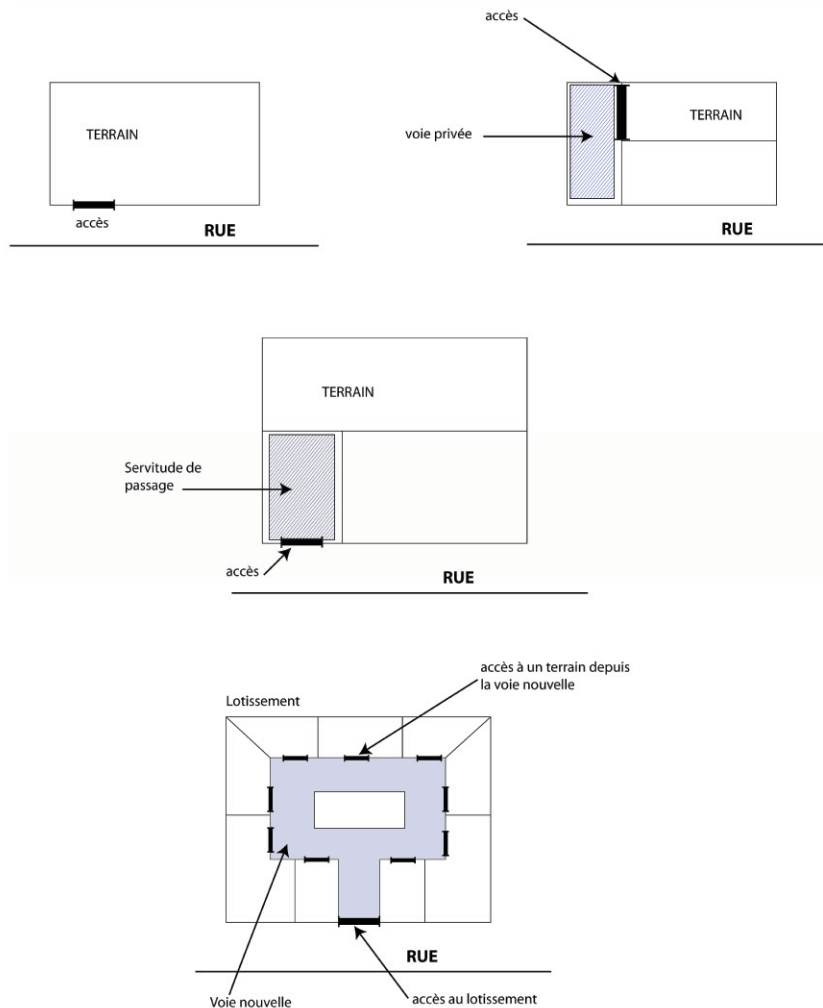 TERRAIN
accès
RUE
accès
voie privée
TERRAIN
RUE
TERRAIN
Servitude de
passage
accès
RUE
accès à un terrain depuis
la voie nouvelle
Lotissement
RUE
Voie nouvelle
accès au lotissement